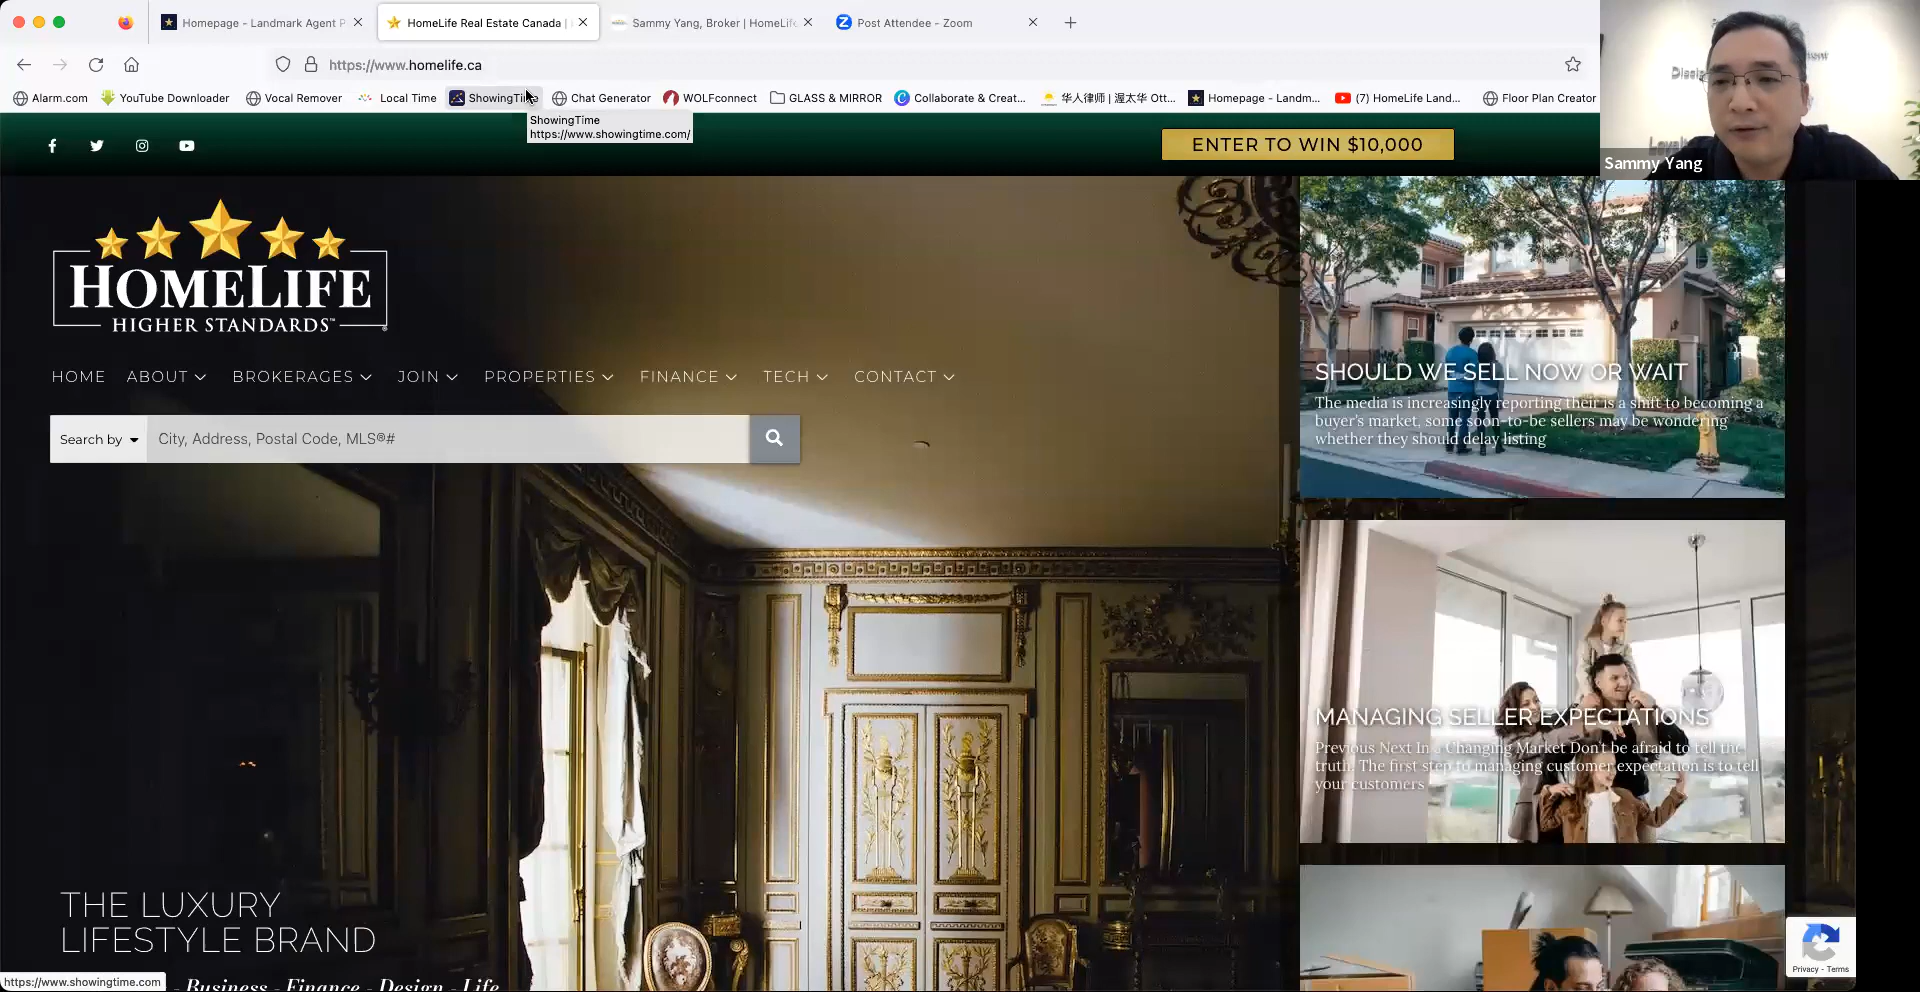 Homepage - Landmark Agent P
HomeLife Real Estate Canada |
Sammy Yang, Broker | HomeLife
Post Attendee - Zoom
https://www.homelife.ca
Alarm.com
YouTube Downloader
Vocal Remover
Local Time
ShowingTime
Chat Generator
WOLFconnect
GLASS & MIRROR
Collaborate & Creat...
华人律师 | 渥太华 Ott...
Homepage - Landm...
(7) HomeLife Land...
Floor Plan Creator
ShowingTime
https://www.showingtime.com/
ENTER TO WIN $10,000
Sammy Yang
HOMELIFE
HIGHER STANDARDS™
HOME
ABOUT
BROKERAGES
JOIN
PROPERTIES
FINANCE
TECH
CONTACT
Search by
City, Address, Postal Code, MLS®#
SHOULD WE SELL NOW OR WAIT
The media is increasingly reporting their is a shift to becoming a
buyer's market, some soon-to-be sellers may be wondering
whether they should delay listing
MANAGING SELLER EXPECTATIONS
Previous Next In a Changing Market Don't be afraid to tell the
truth. The first step to managing customer expectation is to tell
your customers
THE LUXURY
LIFESTYLE BRAND
- Business - Finance - Design - Life
https://www.showingtime.com
Privacy - Terms